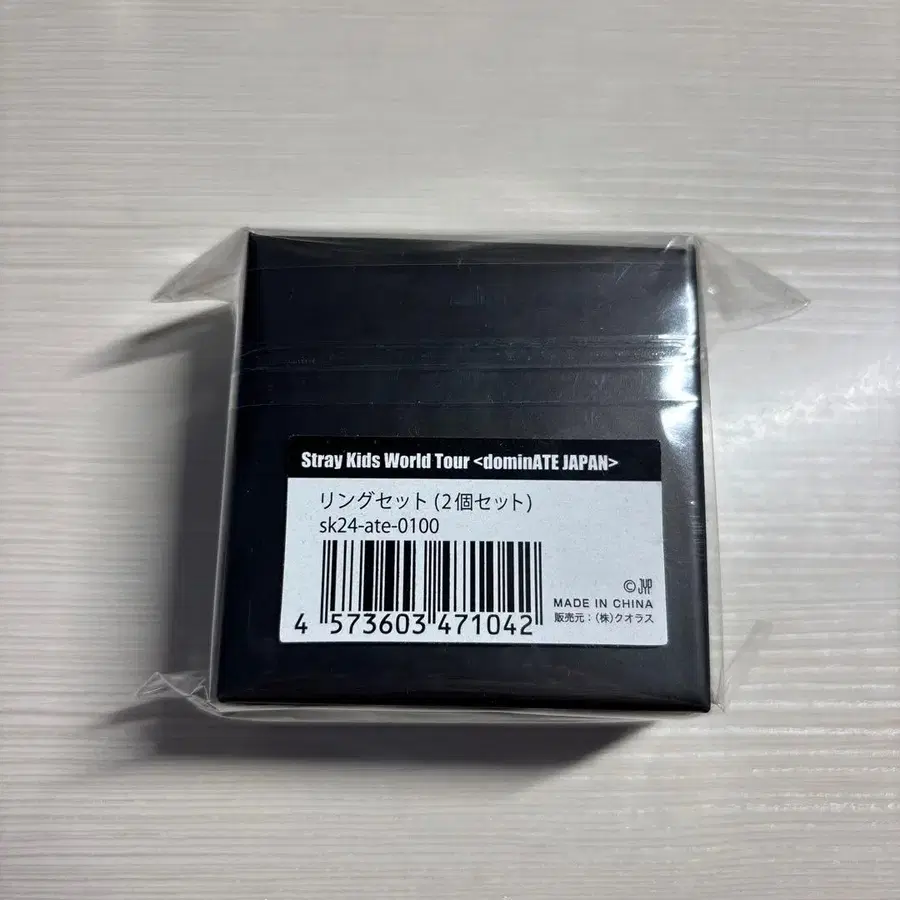 Stray Kids World Tour <dominATE JAPAN>
リングセット(2個セット)
sk24-ate-0100
4 573603 471042
©JYP
MADE IN CHINA
販売元:(株)クオラス